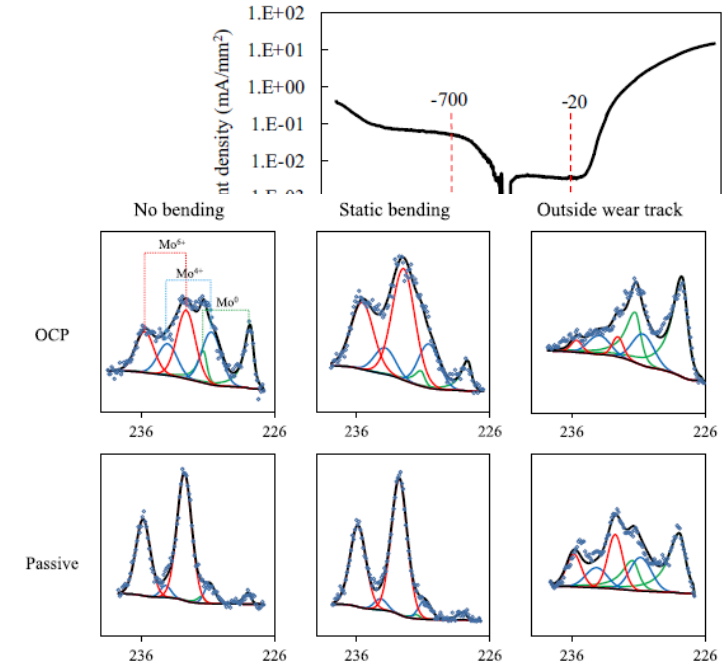 1.E+02
1.E+01
1.E+00
1.E-01
1.E-02
nt density (mA/mm²)
-700
-20
No bending
Static bending
Outside wear track
OCP
Mo⁶⁺
Mo⁴⁺
Mo⁰
236
226
236
226
236
226
Passive
236
226
236
226
236
226